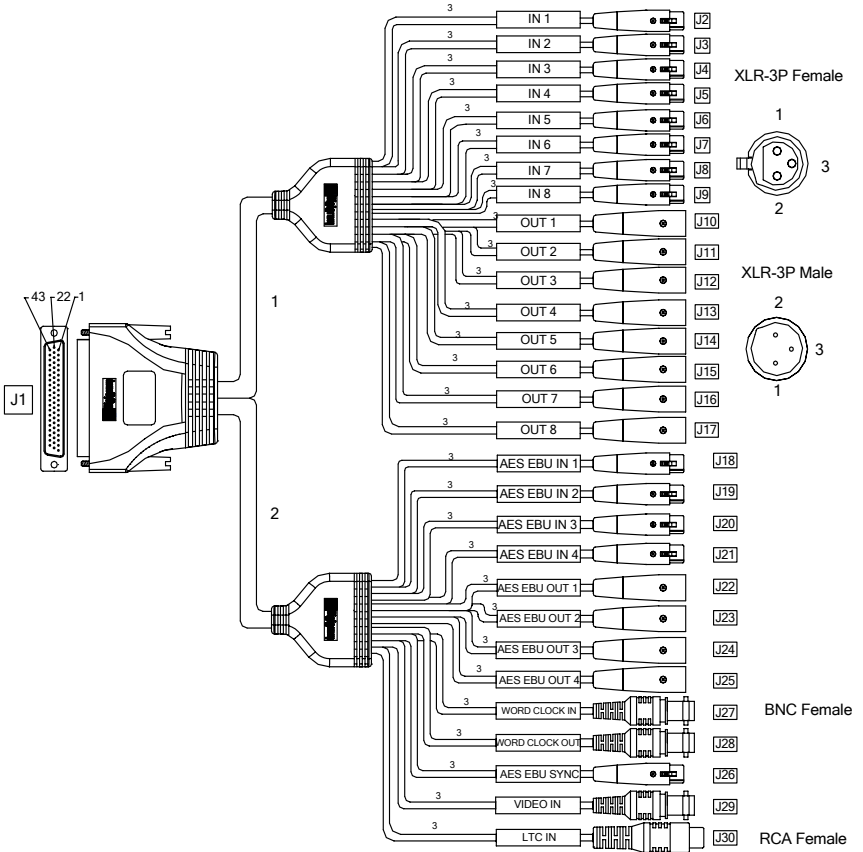 3 IN 1 J2
3 IN 2 J3
3 IN 3 J4
3 IN 4 J5
3 IN 5 J6
3 IN 6 J7
3 IN 7 J8
3 IN 8 J9
3 OUT 1 J10
3 OUT 2 J11
3 OUT 3 J12
3 OUT 4 J13
3 OUT 5 J14
3 OUT 6 J15
3 OUT 7 J16
3 OUT 8 J17
XLR-3P Female
1
3
2
XLR-3P Male
2
3
1
43 22 1
J1
1
2
3 AES EBU IN 1 J18
3 AES EBU IN 2 J19
3 AES EBU IN 3 J20
3 AES EBU IN 4 J21
3 AES EBU OUT 1 J22
3 AES EBU OUT 2 J23
3 AES EBU OUT 3 J24
3 AES EBU OUT 4 J25
3 WORD CLOCK IN J27 BNC Female
3 WORD CLOCK OUT J28
3 AES EBU SYNC J26
3 VIDEO IN J29
3 LTC IN J30 RCA Female